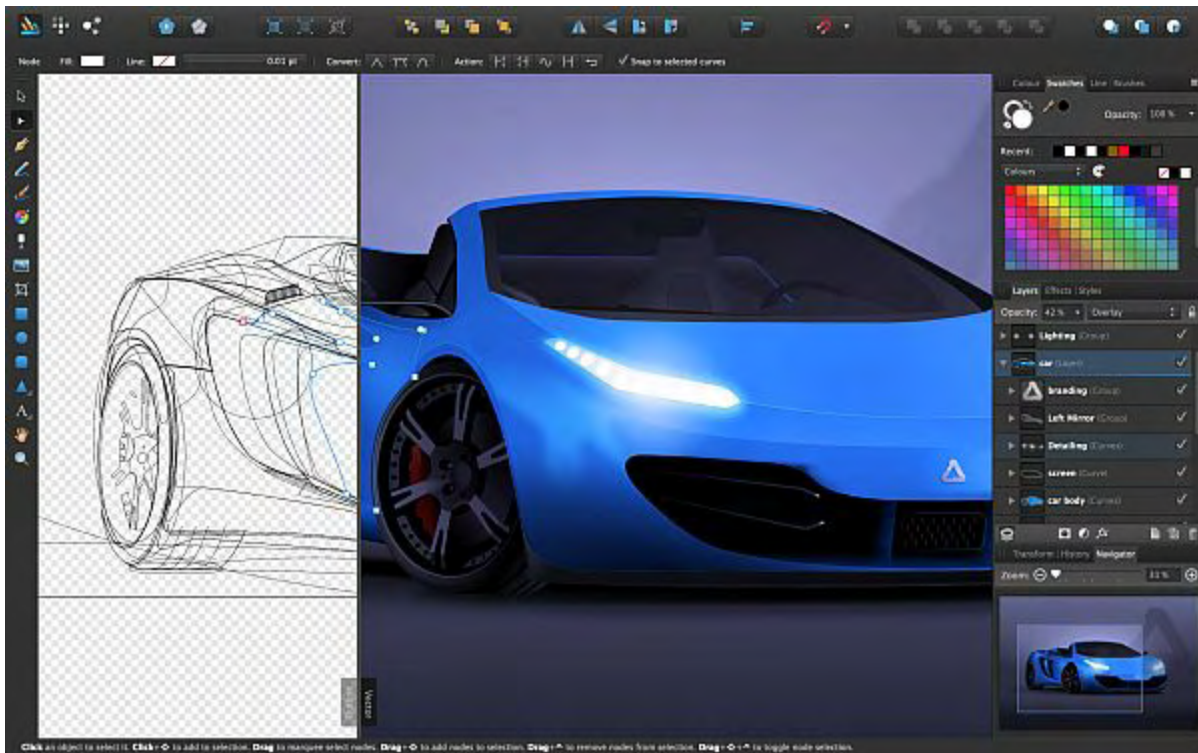 Node Fill: Line: 0.01 pt Convert: Action: Snap to selected curves
Colour Swatches Line Brushes
Opacity: 100 %
Recent:
Colours
Layers Effects Styles
Opacity: 42 % Overlay
Lighting (Group)
car (Layer)
branding (Group)
Left Mirror (Group)
Detailing (Curves)
screen (Curve)
car body (Curves)
Transform History Navigator
Zoom: 33 %
Vector
Click an object to select it. Click+ to add to selection. Drag to marquee select nodes. Drag+ to add nodes to selection. Drag+^ to remove nodes from selection. Drag+ +^ to toggle node selection.